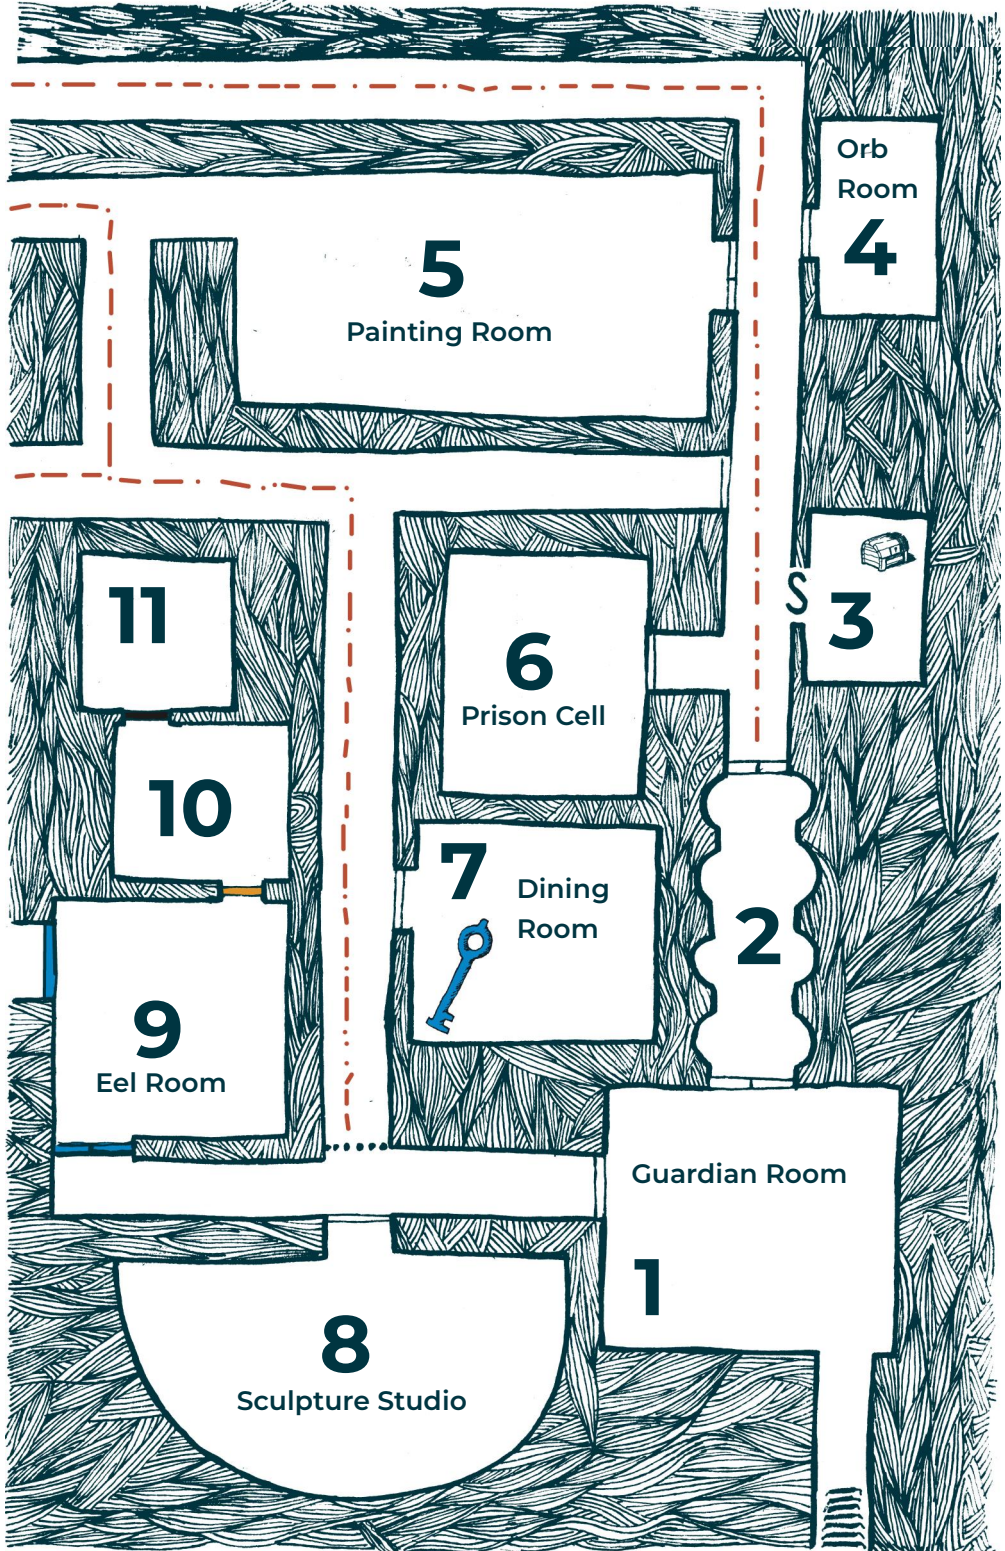 Orb
Room
4
5
Painting Room
S
3
11
6
Prison Cell
10
7
Dining
Room
2
9
Eel Room
Guardian Room
1
8
Sculpture Studio